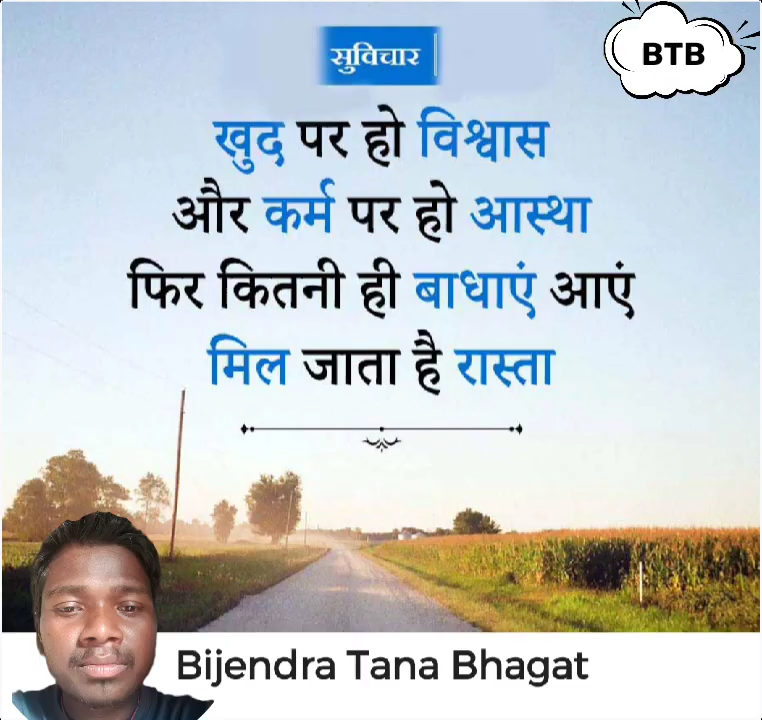 सुविचार
BTB
खुद पर हो विश्वास
और कर्म पर हो आस्था
फिर कितनी ही बाधाएं आएं
मिल जाता है रास्ता
Bijendra Tana Bhagat